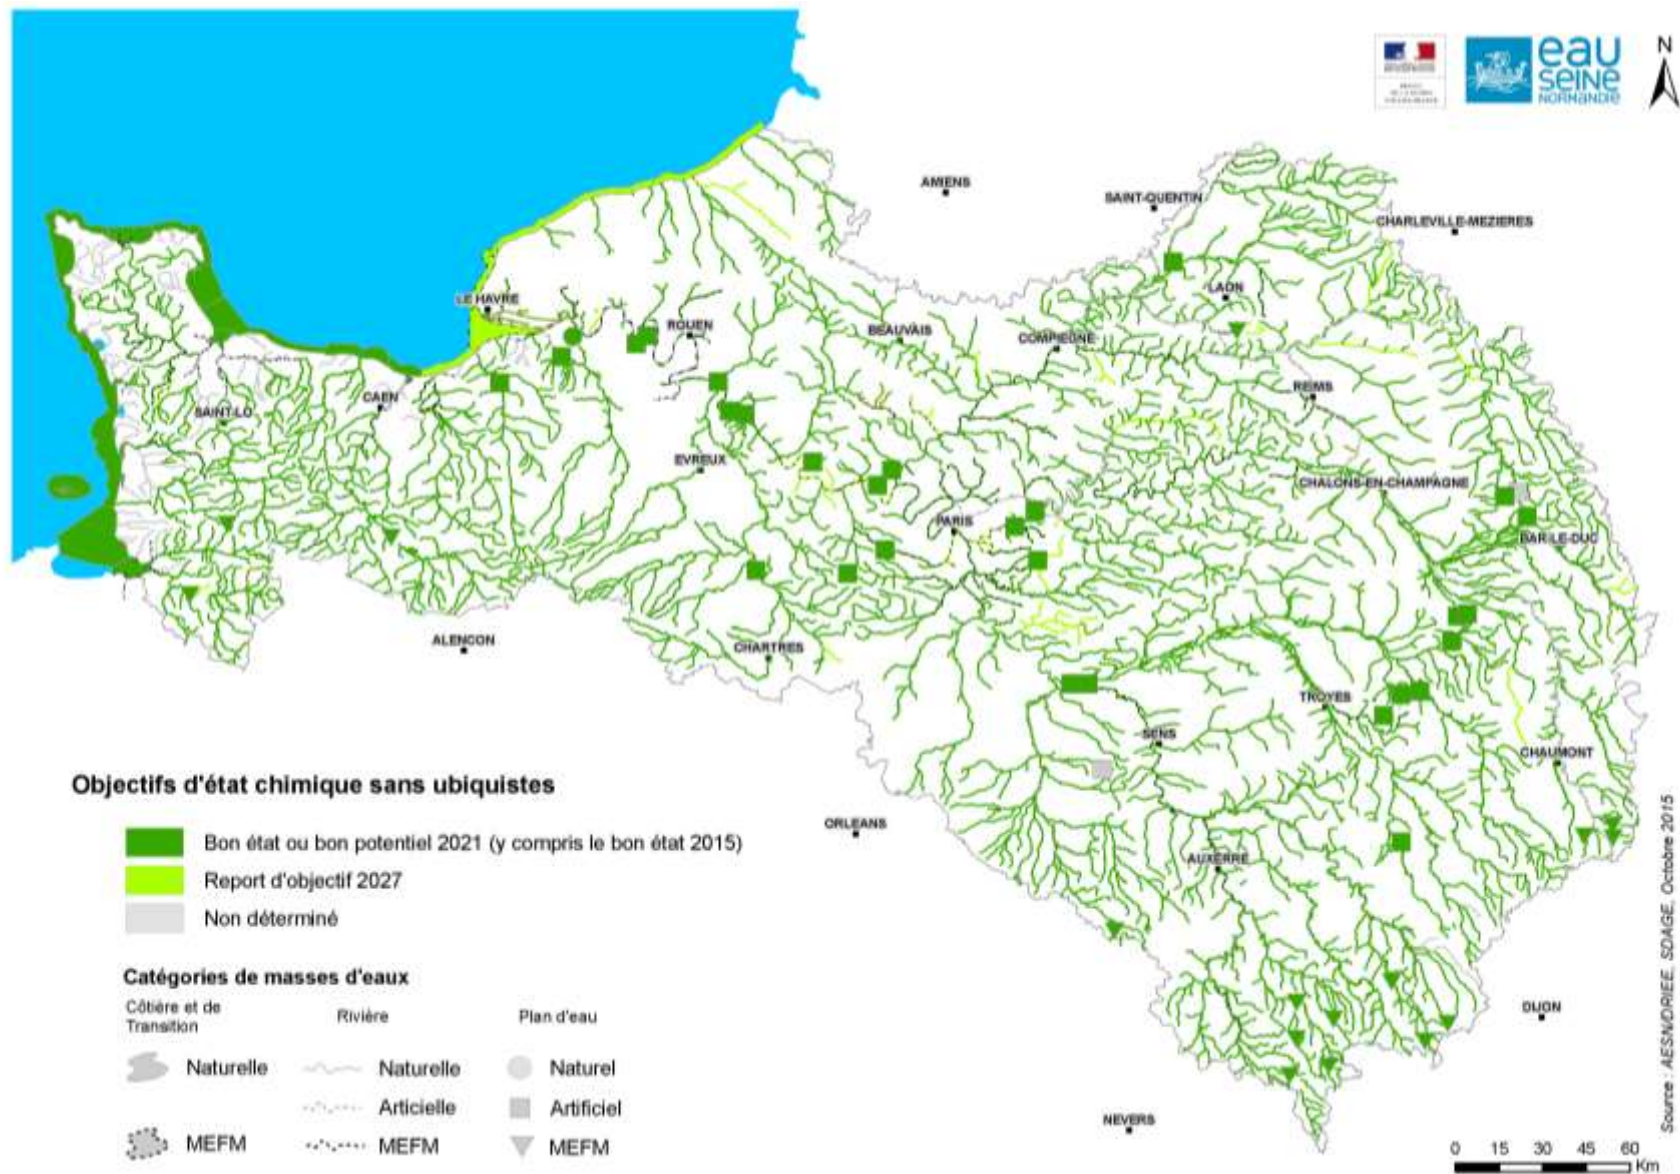 eau
SEINE
NORMANDIE
N
AMIENS
SAINT-QUENTIN
CHARLEVILLE-MEZIERES
LAON
LE HAVRE
ROUEN
BEAUVAIS
COMPIEGNE
REIMS
CAEN
SAINT-LO
EVREUX
CHALONS-EN-CHAMPAGNE
PARIS
BAR-LE-DUC
ALENCON
CHARTRES
TROYES
SENS
CHAUMONT
ORLEANS
AUXERRE
DIJON
NEVERS
Objectifs d'état chimique sans ubiquistes
Bon état ou bon potentiel 2021 (y compris le bon état 2015)
Report d'objectif 2027
Non déterminé
Catégories de masses d'eaux
Côtière et de
Transition
Rivière
Plan d'eau
Naturelle
Naturelle
Naturel
Articielle
Artificiel
MEFM
MEFM
MEFM
0 15 30 45 60
Km
Source : AESN/DRIEE, SDAGE, Octobre 2015